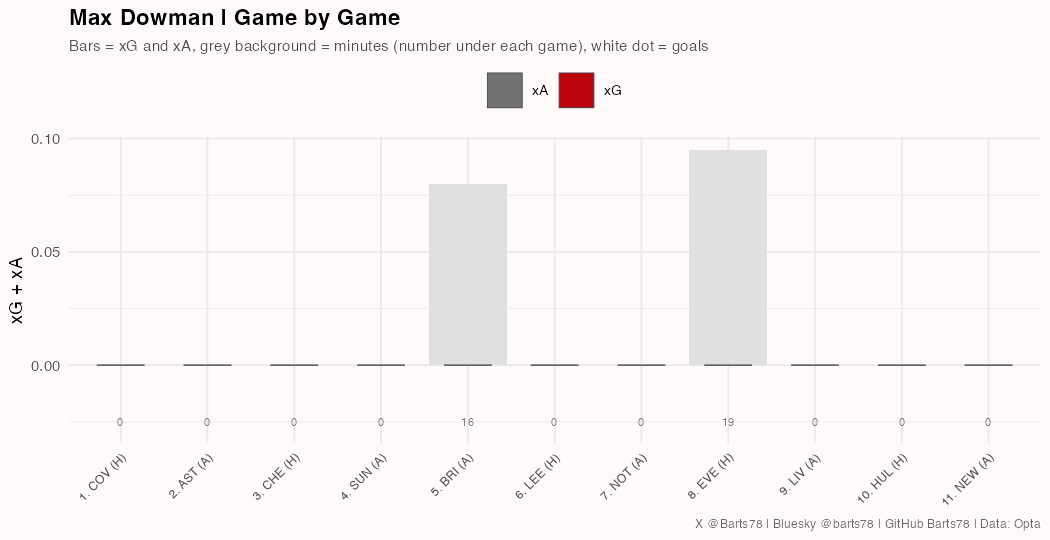 Max Dowman | Game by Game
Bars = xG and xA, grey background = minutes (number under each game), white dot = goals
xA xG
xG + xA
0.10
0.05
0.00
0 0 0 0 16 0 0 19 0 0 0
1. COV (H) 2. AST (A) 3. CHE (H) 4. SUN (A) 5. BRI (A) 6. LEE (H) 7. NOT (A) 8. EVE (H) 9. LIV (A) 10. HUL (H) 11. NEW (A)
X @Barts78 | Bluesky @barts78 | GitHub Barts78 | Data: Opta